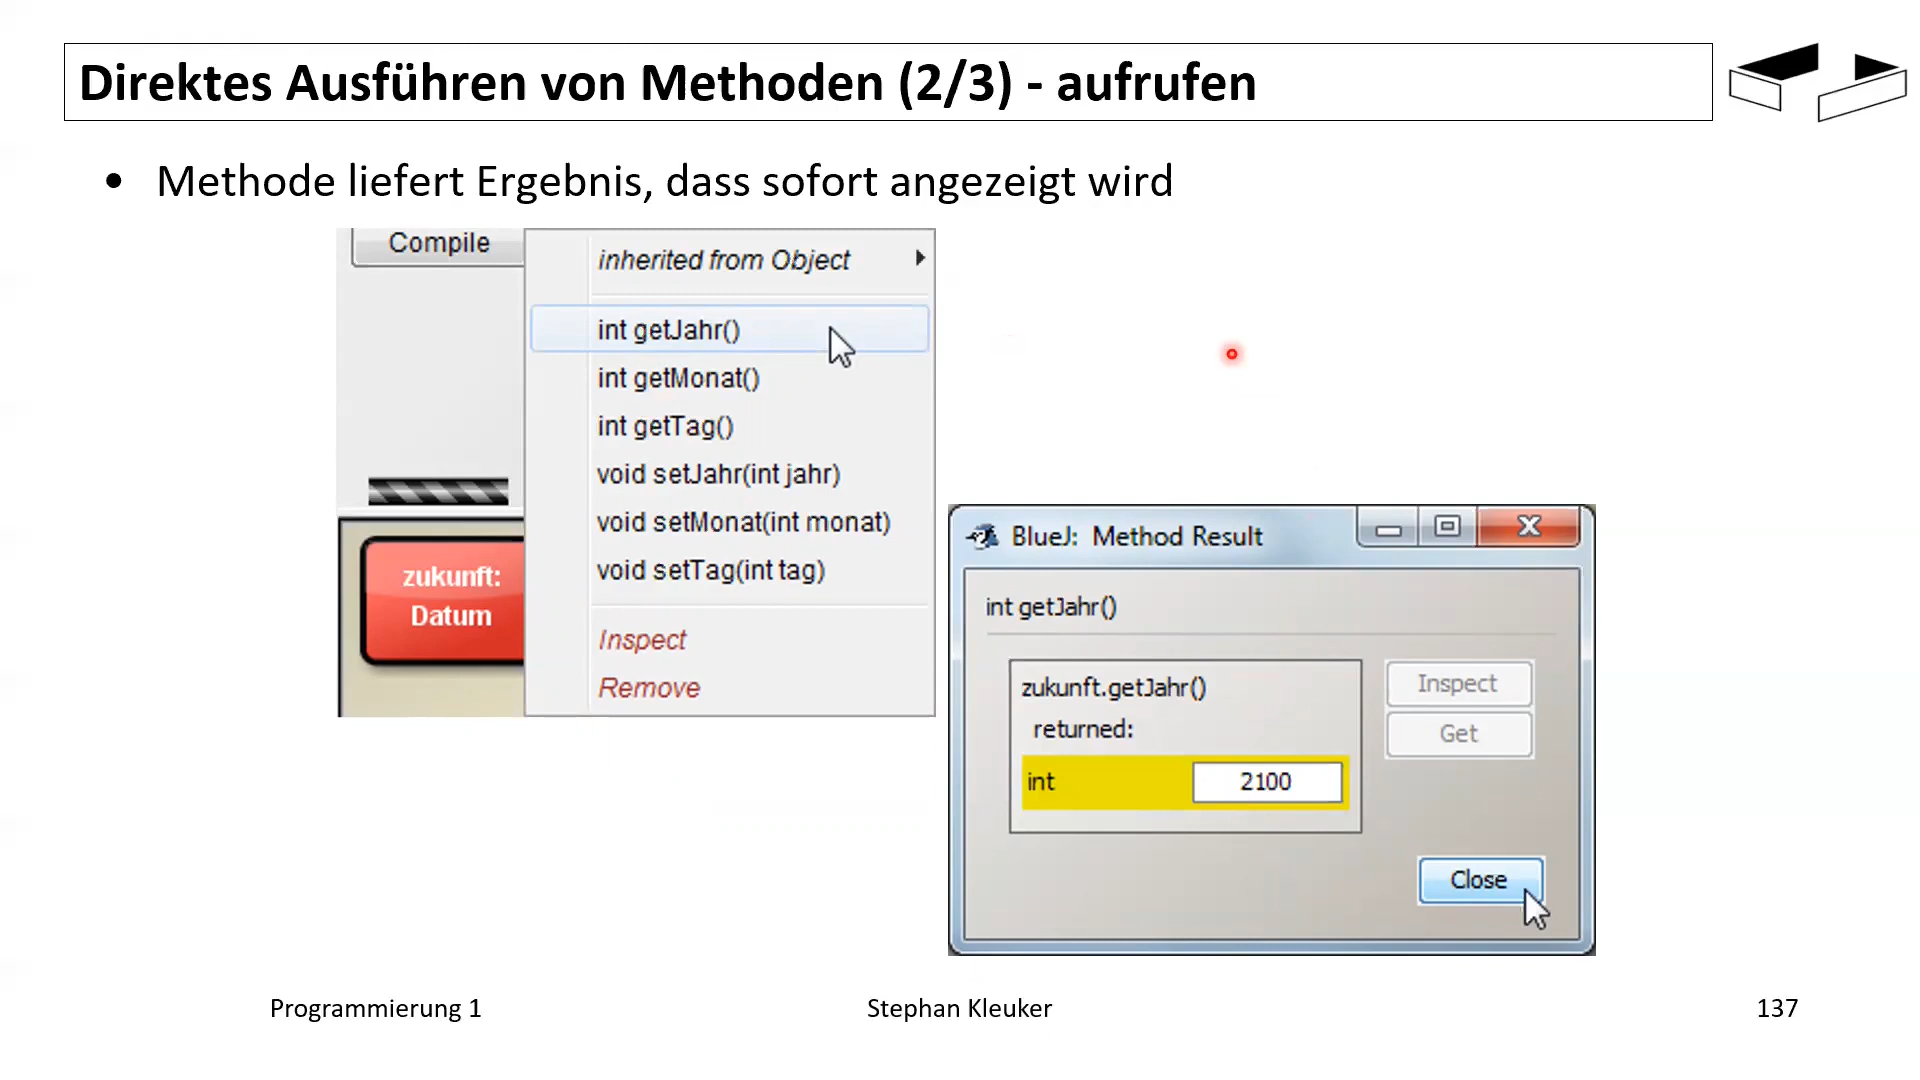 Direktes Ausführen von Methoden (2/3) - aufrufen
• Methode liefert Ergebnis, dass sofort angezeigt wird
Compile
inherited from Object
int getJahr()
int getMonat()
int getTag()
void setJahr(int jahr)
void setMonat(int monat)
void setTag(int tag)
Inspect
Remove
zukunft:
Datum
BlueJ: Method Result
int getJahr()
zukunft.getJahr()
returned:
int 2100
Inspect
Get
Close
Programmierung 1
Stephan Kleuker
137